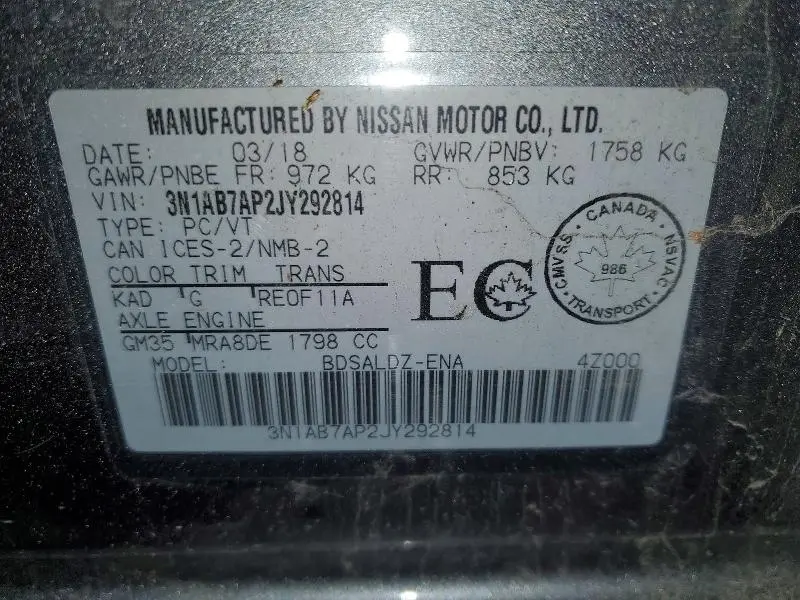 MANUFACTURED BY NISSAN MOTOR CO., LTD.
DATE: 03/18 GVWR/PNBV: 1758 KG
GAWR/PNBE FR: 972 KG RR: 853 KG
VIN: 3N1AB7AP2JY292814
TYPE: PC/VT
CAN ICES-2/NMB-2
COLOR TRIM TRANS
KAD G RE0F11A
AXLE ENGINE
GM35 MRA8DE 1798 CC
EC
CANADA
CMVSS NSVAC
986
TRANSPORT
MODEL: BDSALDZ-ENA 4Z000
3N1AB7AP2JY292814